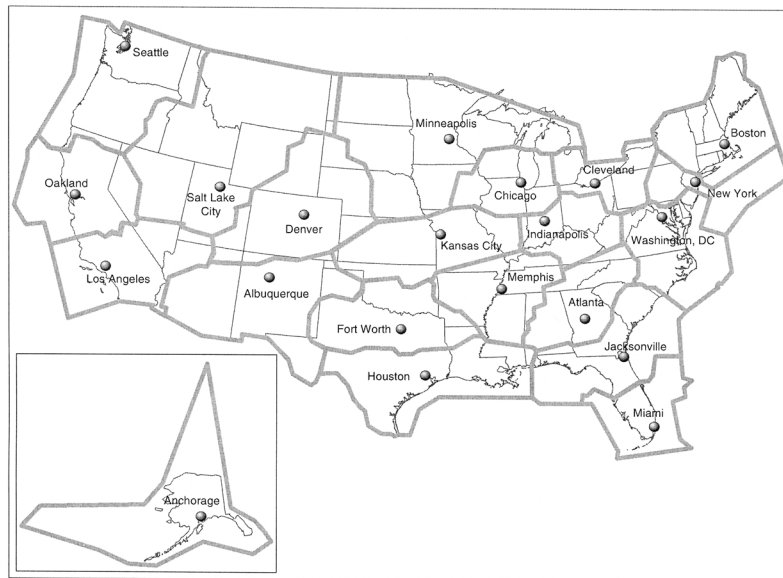 Seattle
Minneapolis
Boston
Cleveland
Oakland
Salt Lake
City
Chicago
New York
Denver
Kansas City
Indianapolis
Washington, DC
Los Angeles
Albuquerque
Memphis
Atlanta
Fort Worth
Jacksonville
Houston
Miami
Anchorage